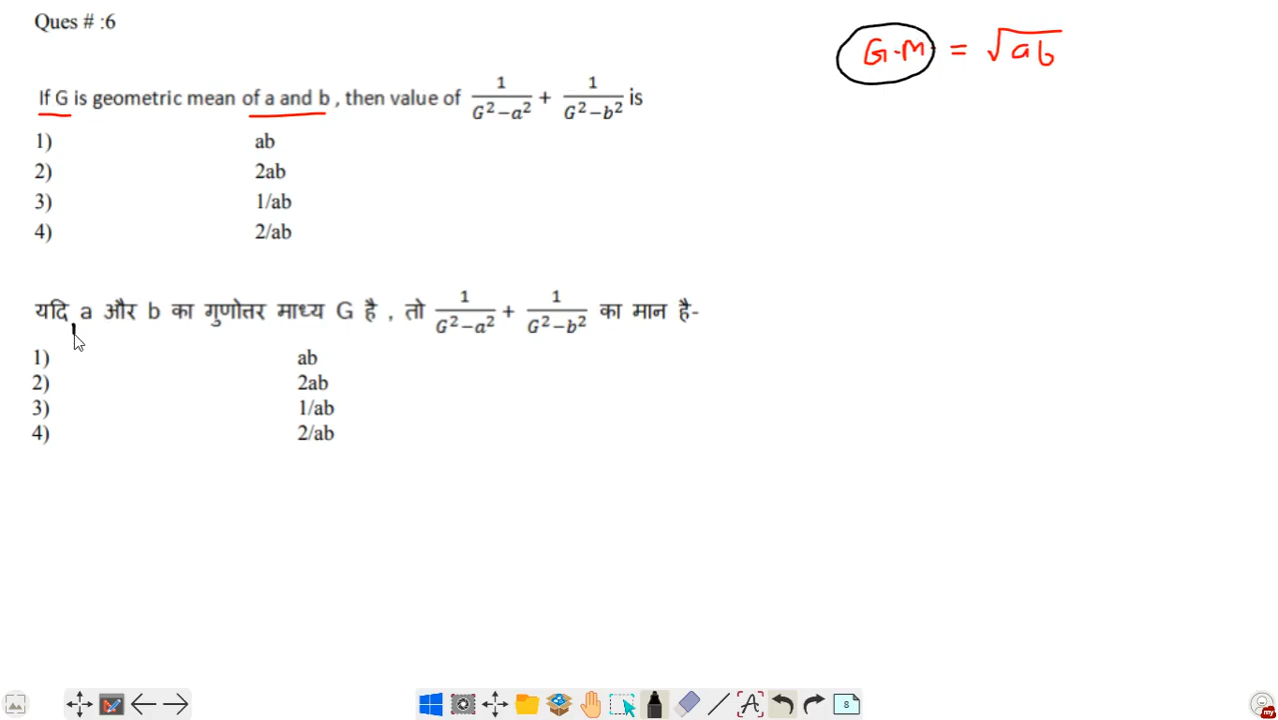 Ques # :6
G·M = √ab
If G is geometric mean of a and b , then value of 1/(G²−a²) + 1/(G²−b²) is
1) ab
2) 2ab
3) 1/ab
4) 2/ab
यदि a और b का गुणोत्तर माध्य G है , तो 1/(G²−a²) + 1/(G²−b²) का मान है-
1) ab
2) 2ab
3) 1/ab
4) 2/ab
8
my